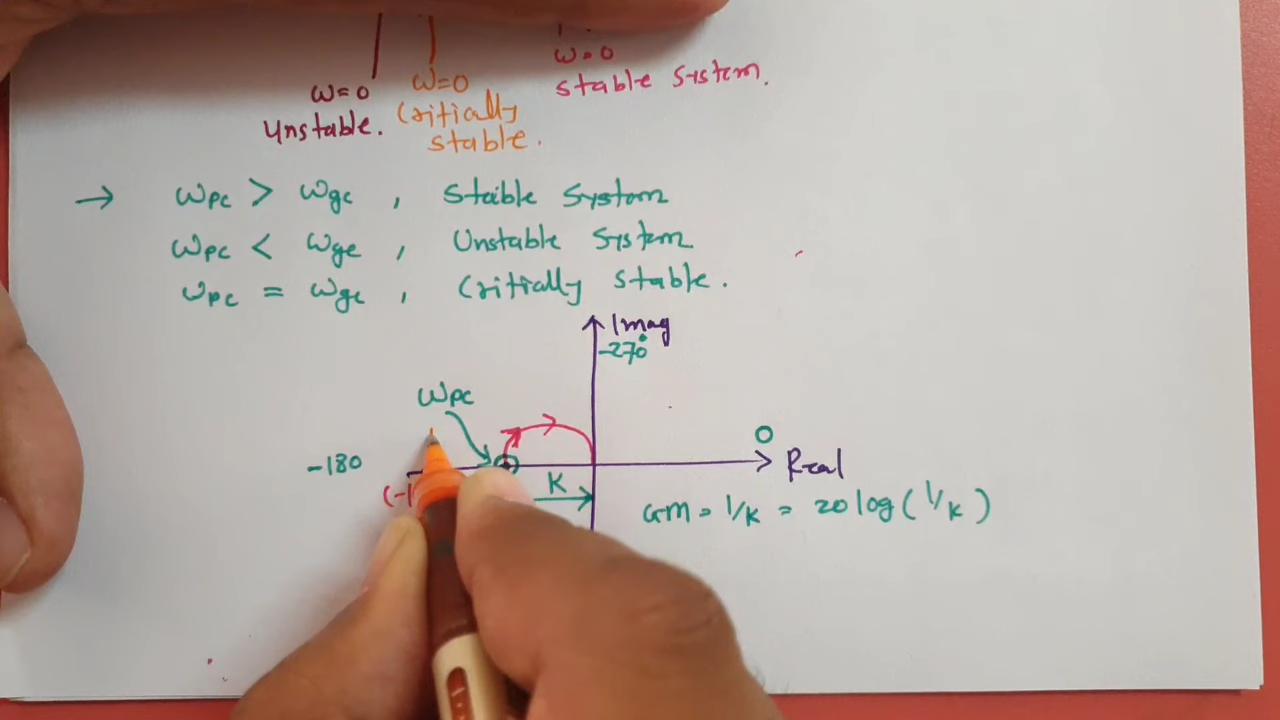 ω=0 ω=0 ω=0
Unstable. Critically stable system.
stable.
→ ωpc > ωgc , Stable System
ωpc < ωgc , Unstable System
ωpc = ωgc , Critically stable.
Imag
-270°
ωpc
-180 0 Real
(-1 K GM = 1/K = 20 log (1/K)